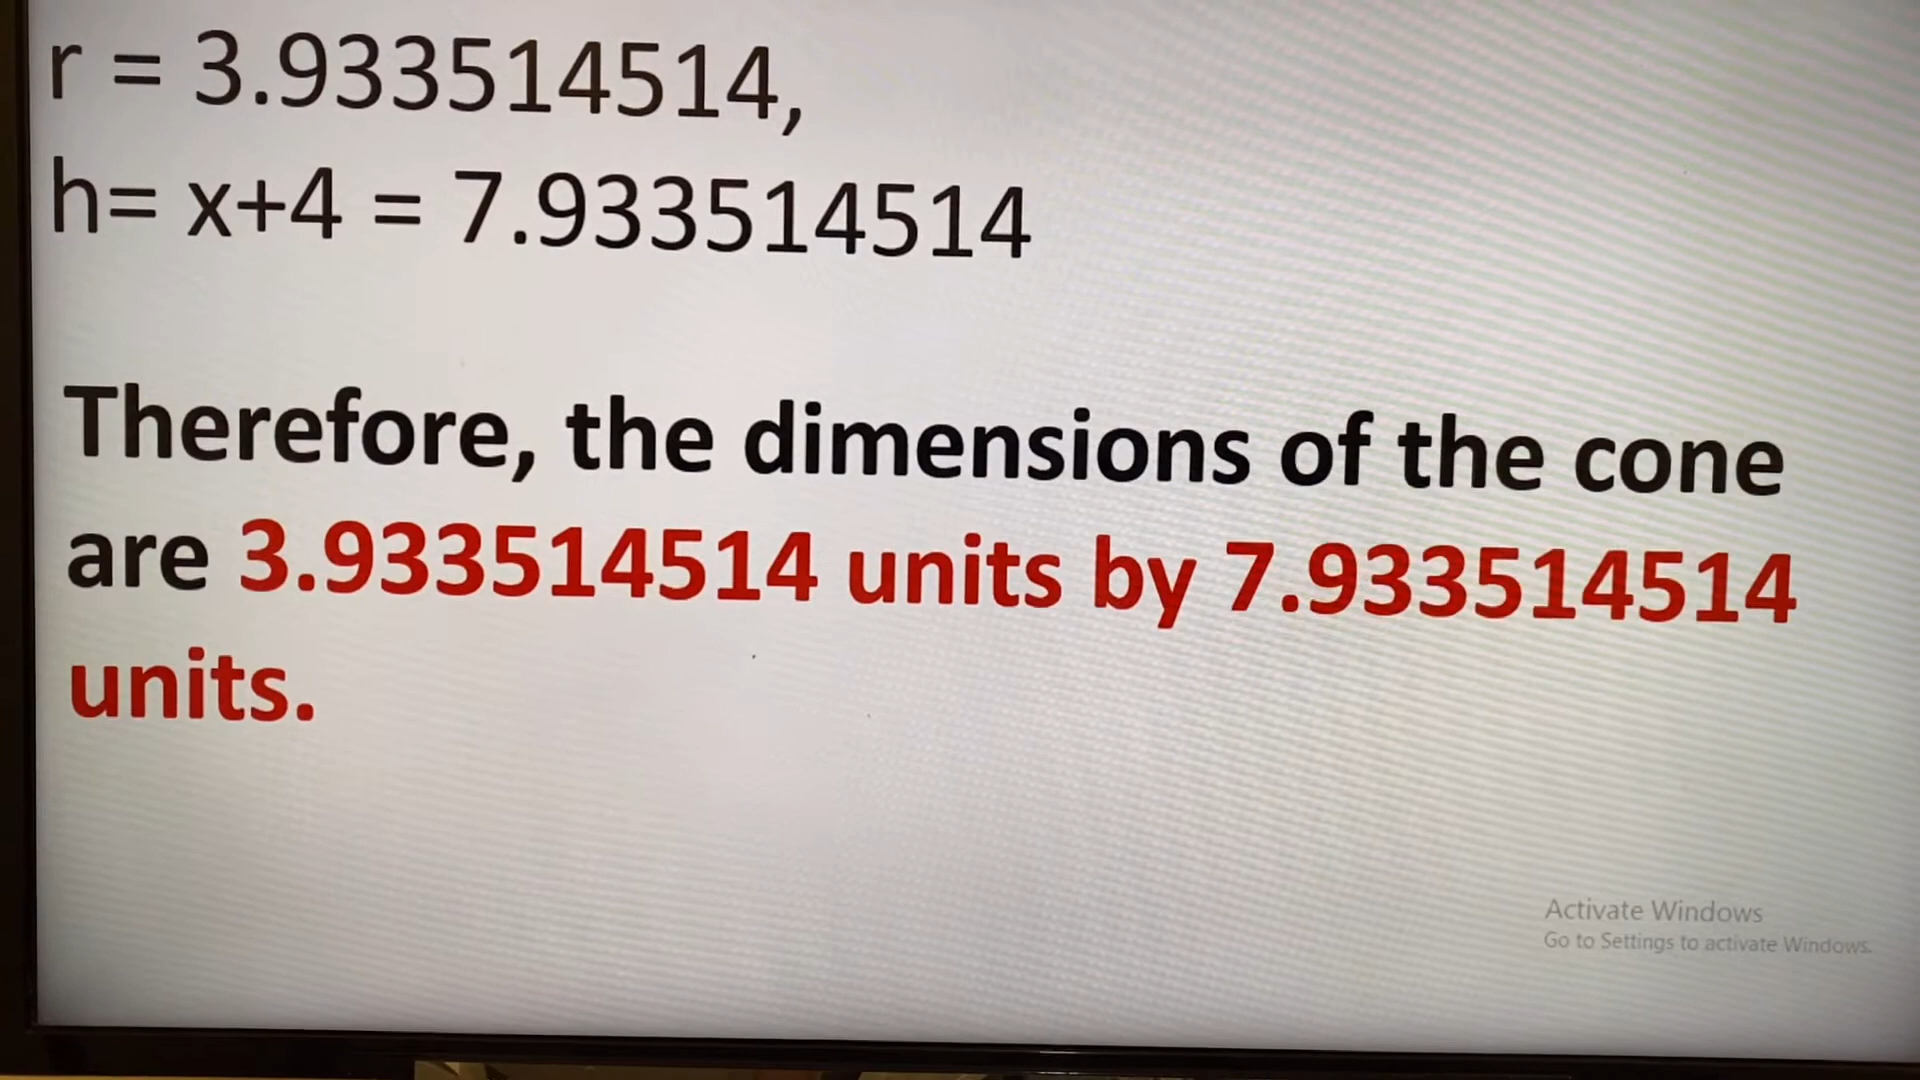 r = 3.933514514,
h= x+4 = 7.933514514
Therefore, the dimensions of the cone
are 3.933514514 units by 7.933514514
units.
Activate Windows
Go to Settings to activate Windows.